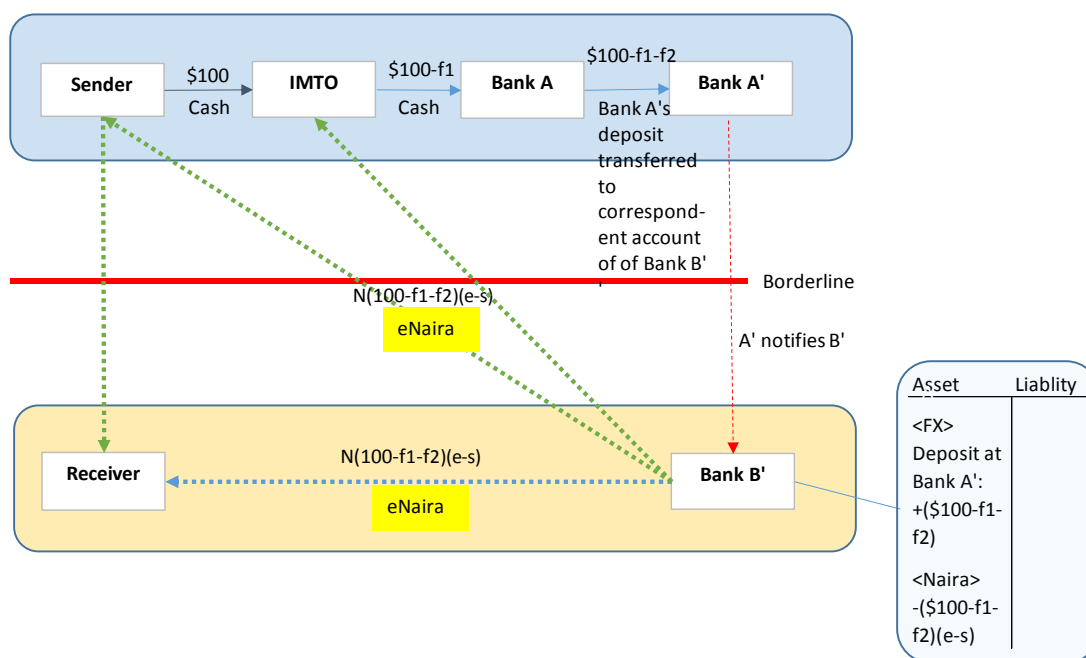 Sender
$100
Cash
IMTO
$100-f1
Cash
Bank A
$100-f1-f2
Bank A'
Bank A's
deposit
transferred
to
correspond-
ent account
of of Bank B'
'
Borderline
N(100-f1-f2)(e-s)
eNaira
A' notifies B'
Receiver
N(100-f1-f2)(e-s)
eNaira
Bank B'
Asset Liablity
<FX>
Deposit at
Bank A':
+($100-f1-
f2)
<Naira>
-($100-f1-
f2)(e-s)